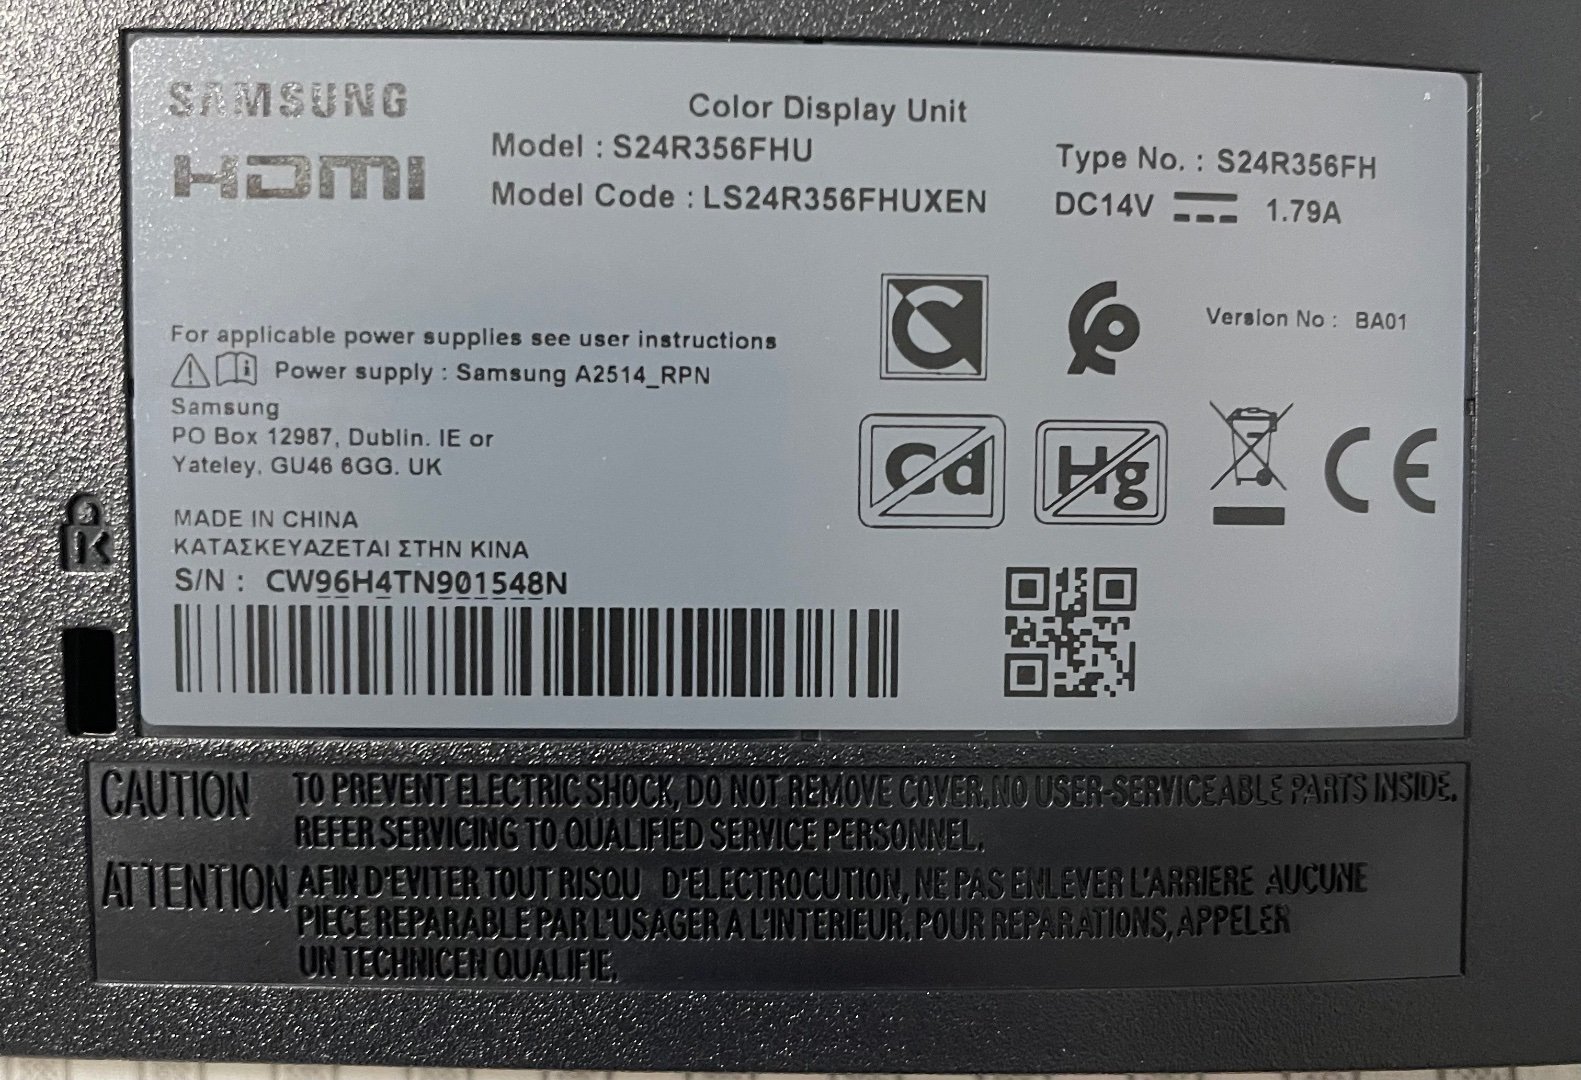 SAMSUNG
HDMI
Color Display Unit
Model : S24R356FHU
Model Code : LS24R356FHUXEN
Type No. : S24R356FH
DC14V 1.79A
Version No : BA01
For applicable power supplies see user instructions
Power supply : Samsung A2514_RPN
Samsung
PO Box 12987, Dublin. IE or
Yateley, GU46 6GG. UK
Cd
Hg
CE
MADE IN CHINA
ΚΑΤΑΣΚΕΥΑΖΕΤΑΙ ΣΤΗΝ ΚΙΝΑ
S/N : CW96H4TN901548N
K
CAUTION TO PREVENT ELECTRIC SHOCK, DO NOT REMOVE COVER. NO USER-SERVICEABLE PARTS INSIDE.
REFER SERVICING TO QUALIFIED SERVICE PERSONNEL.
ATTENTION AFIN D'EVITER TOUT RISQU D'ELECTROCUTION, NE PAS ENLEVER L'ARRIERE AUCUNE
PIECE REPARABLE PAR L'USAGER A L'INTERIEUR. POUR REPARATIONS, APPELER
UN TECHNICEN QUALIFIE.